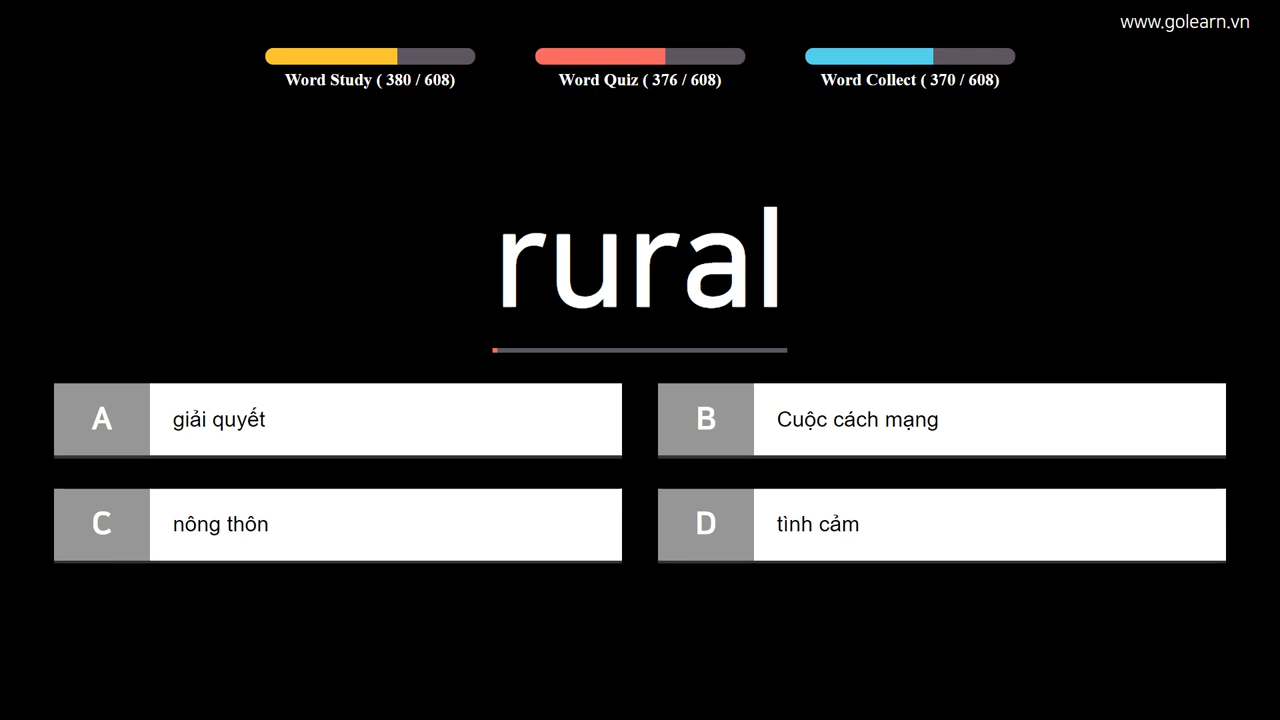 www.golearn.vn
Word Study ( 380 / 608)
Word Quiz ( 376 / 608)
Word Collect ( 370 / 608)
rural
A giải quyết
B Cuộc cách mạng
C nông thôn
D tình cảm